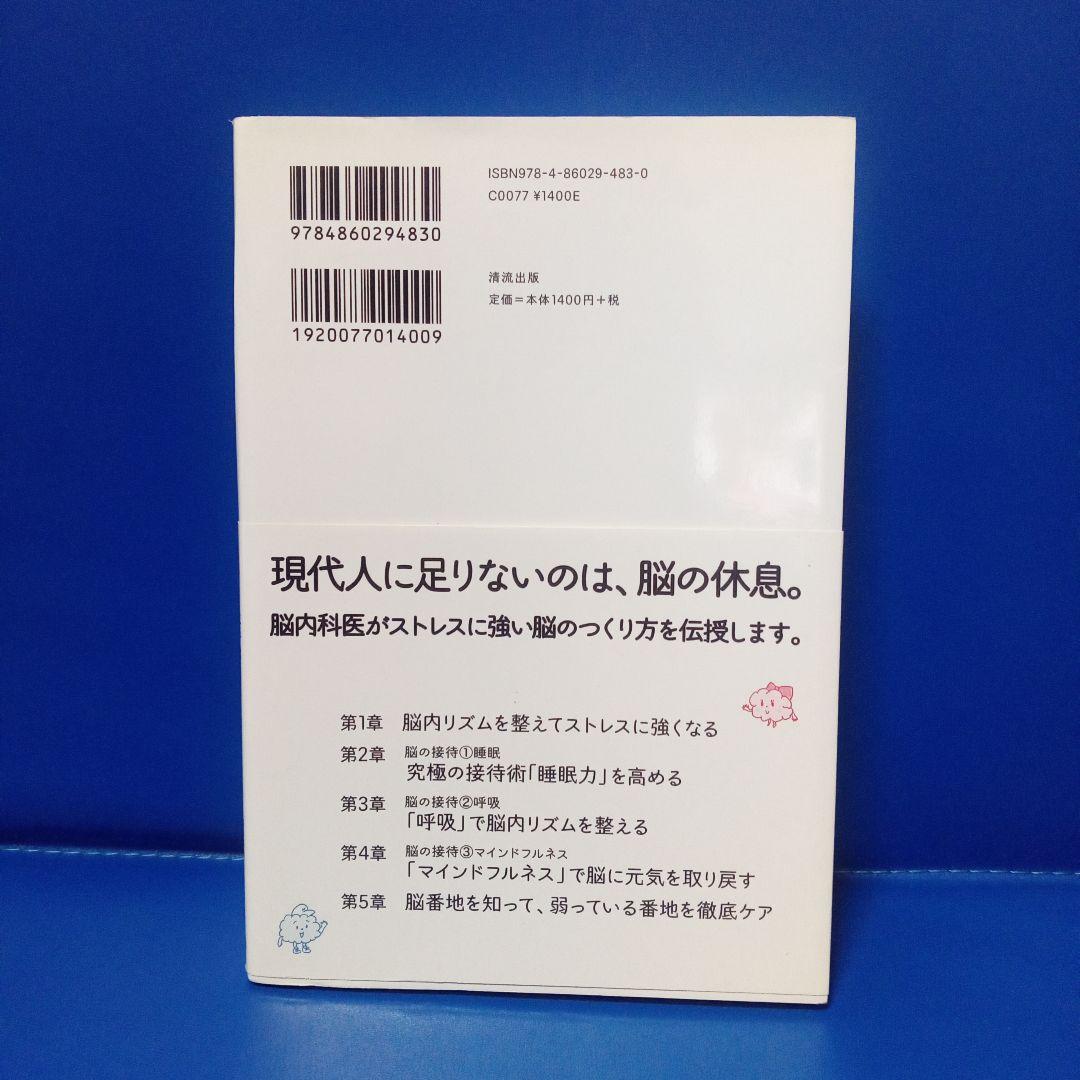 ISBN978-4-86029-483-0
C0077 ¥1400E
9784860294830
清流出版
定価=本体1400円+税
1920077014009
現代人に足りないのは、脳の休息。
脳内科医がストレスに強い脳のつくり方を伝授します。
第1章 脳内リズムを整えてストレスに強くなる
第2章 脳の接待①睡眠
究極の接待術「睡眠力」を高める
第3章 脳の接待②呼吸
「呼吸」で脳内リズムを整える
第4章 脳の接待③マインドフルネス
「マインドフルネス」で脳に元気を取り戻す
第5章 脳番地を知って、弱っている番地を徹底ケア